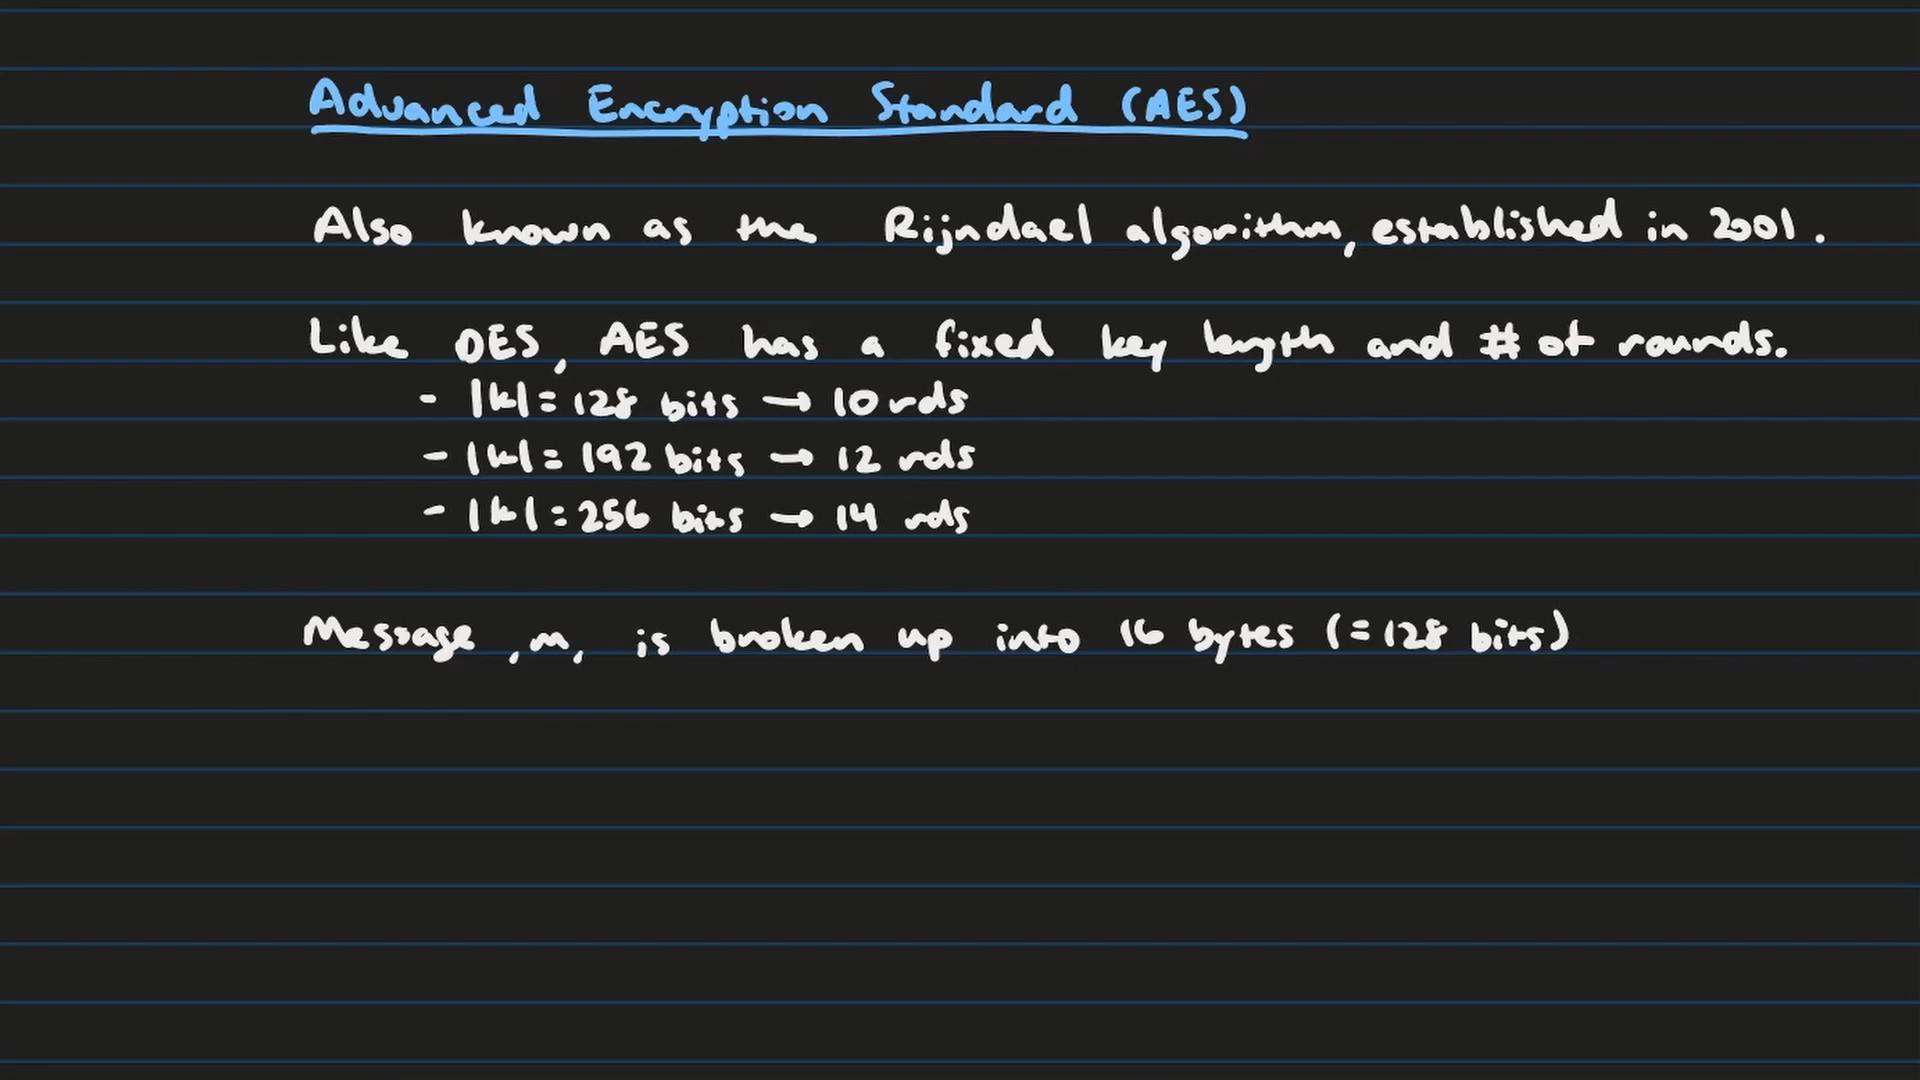 Advanced Encryption Standard (AES)
Also known as the Rijndael algorithm, established in 2001.
Like DES, AES has a fixed key length and # of rounds.
- |k| = 128 bits → 10 rds
- |k| = 192 bits → 12 rds
- |k| = 256 bits → 14 rds
Message, m, is broken up into 16 bytes (= 128 bits)